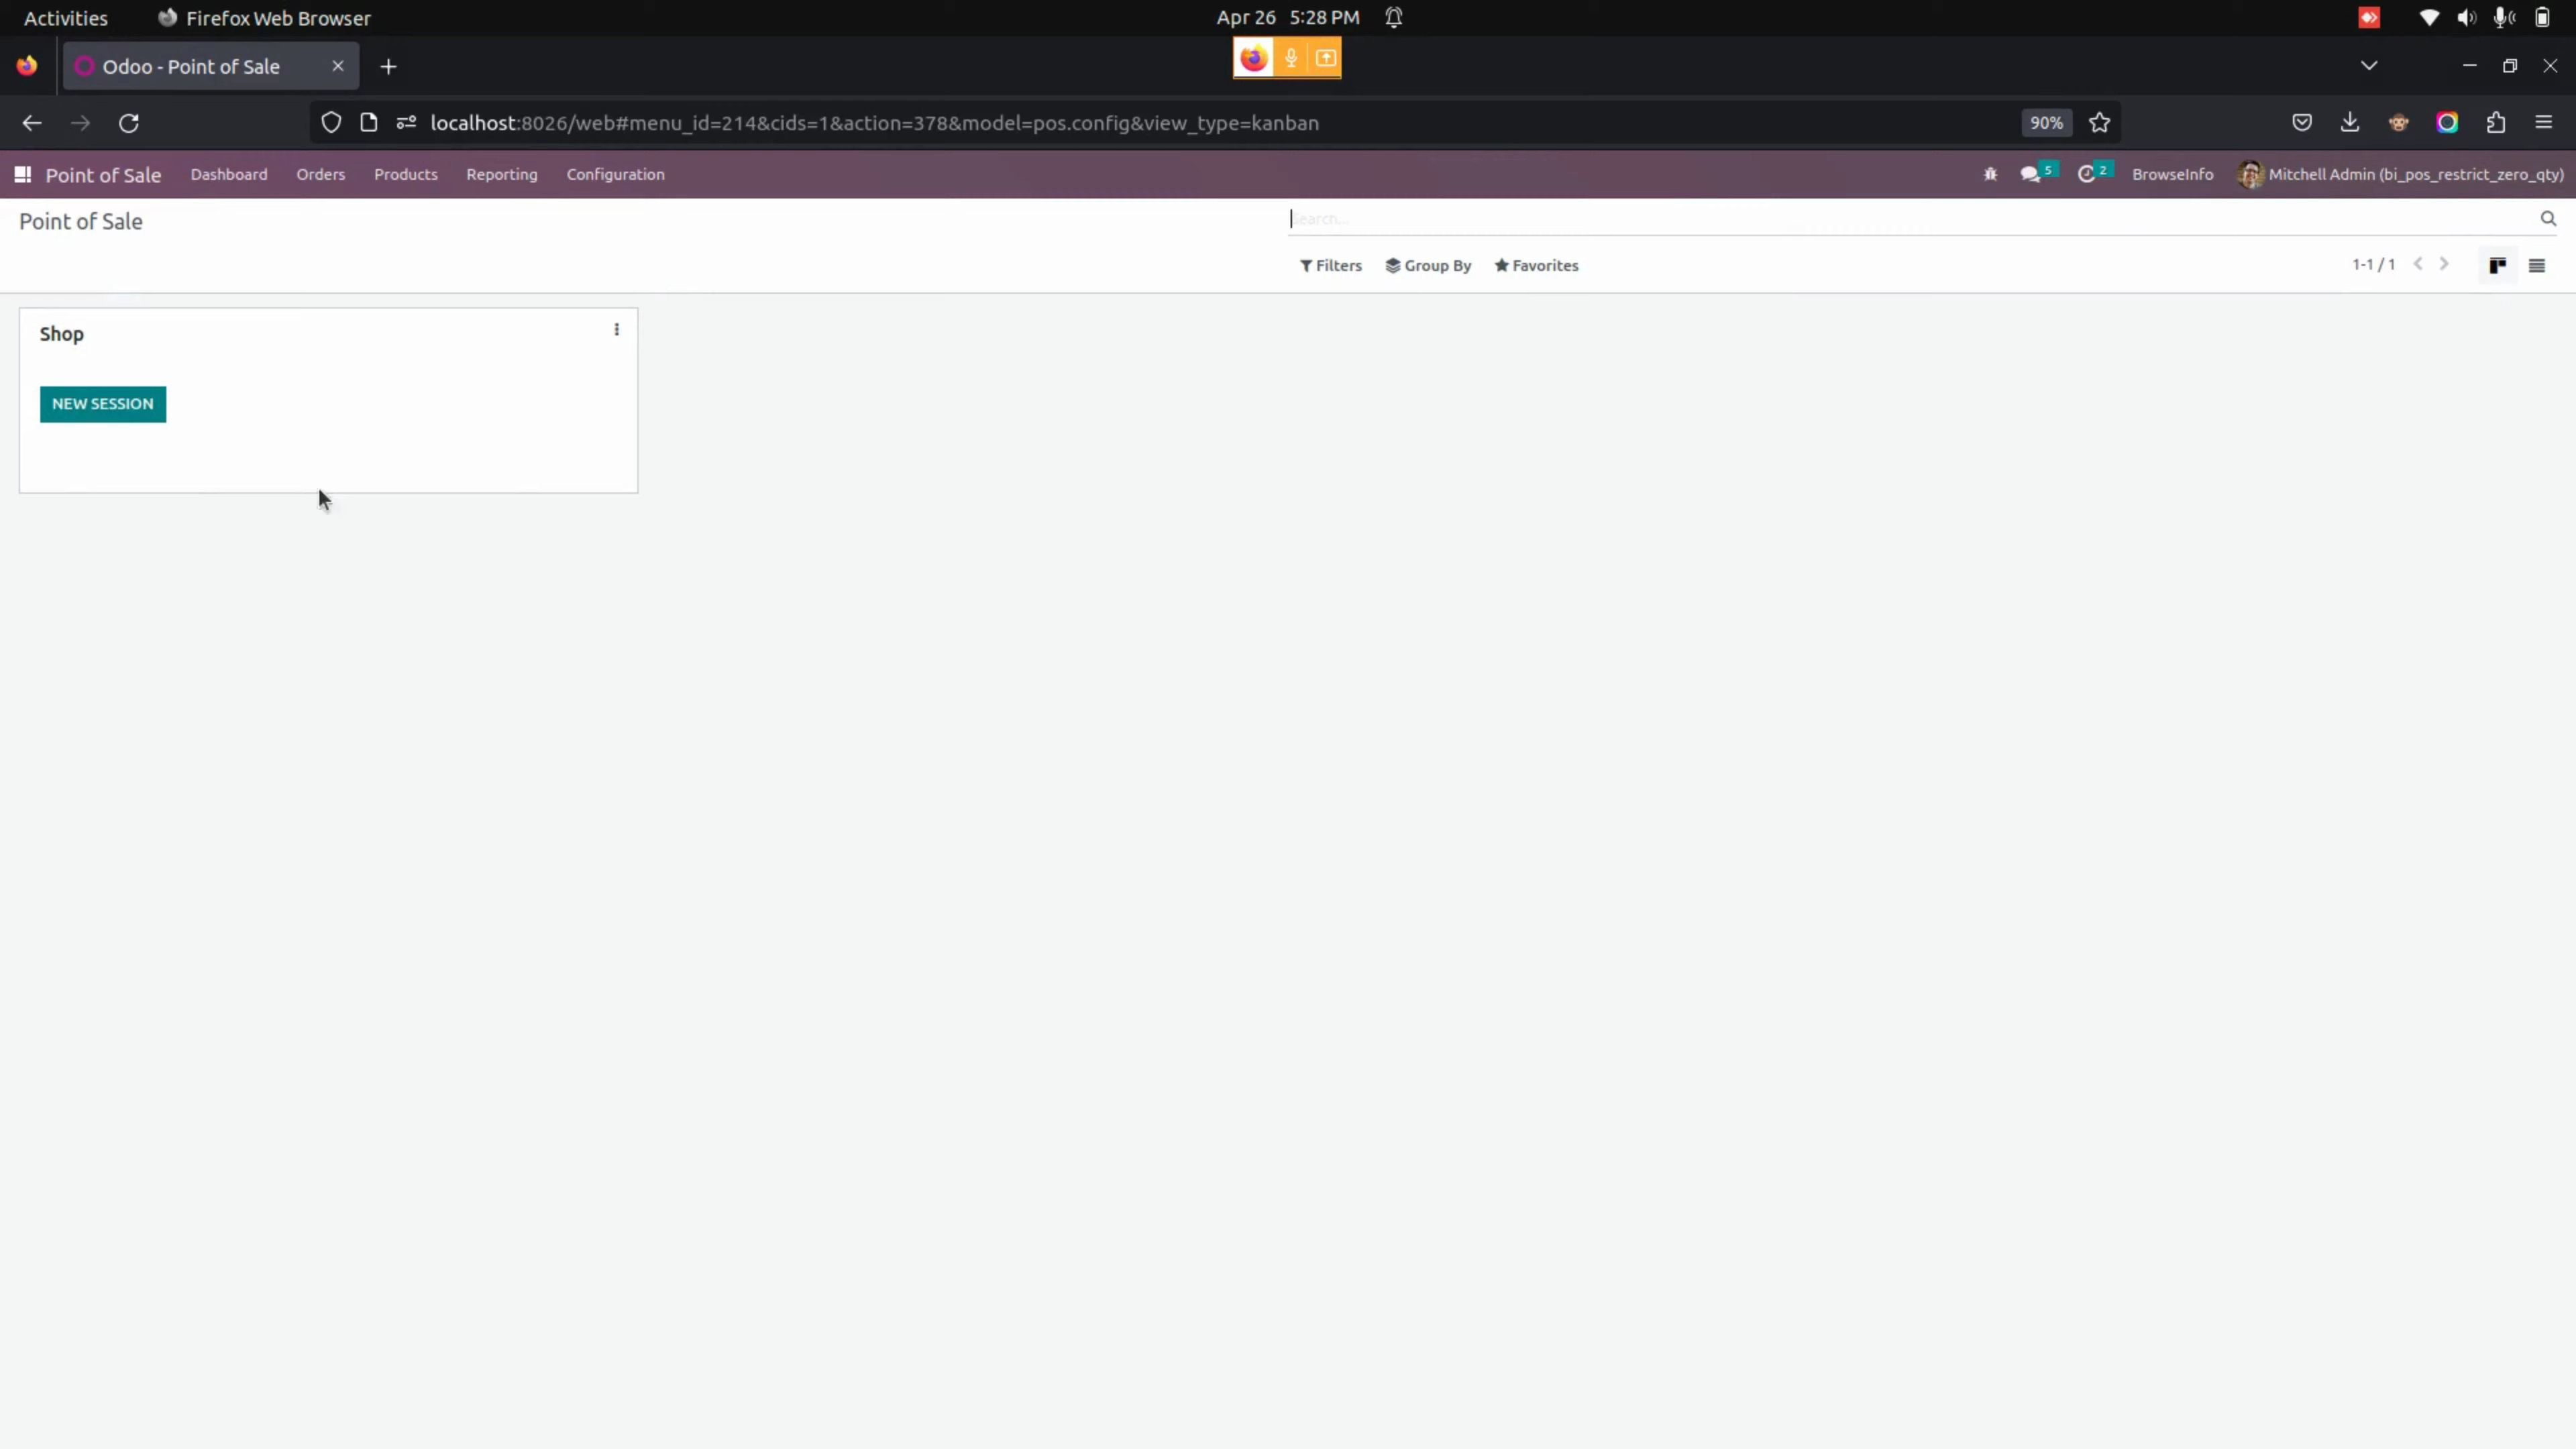 Activities Firefox Web Browser Apr 26 5:28 PM
Odoo - Point of Sale
localhost:8026/web#menu_id=214&cids=1&action=378&model=pos.config&view_type=kanban 90%
Point of Sale Dashboard Orders Products Reporting Configuration 5 2 BrowseInfo Mitchell Admin (bi_pos_restrict_zero_qty)
Point of Sale Search...
Filters Group By Favorites 1-1 / 1
Shop
NEW SESSION